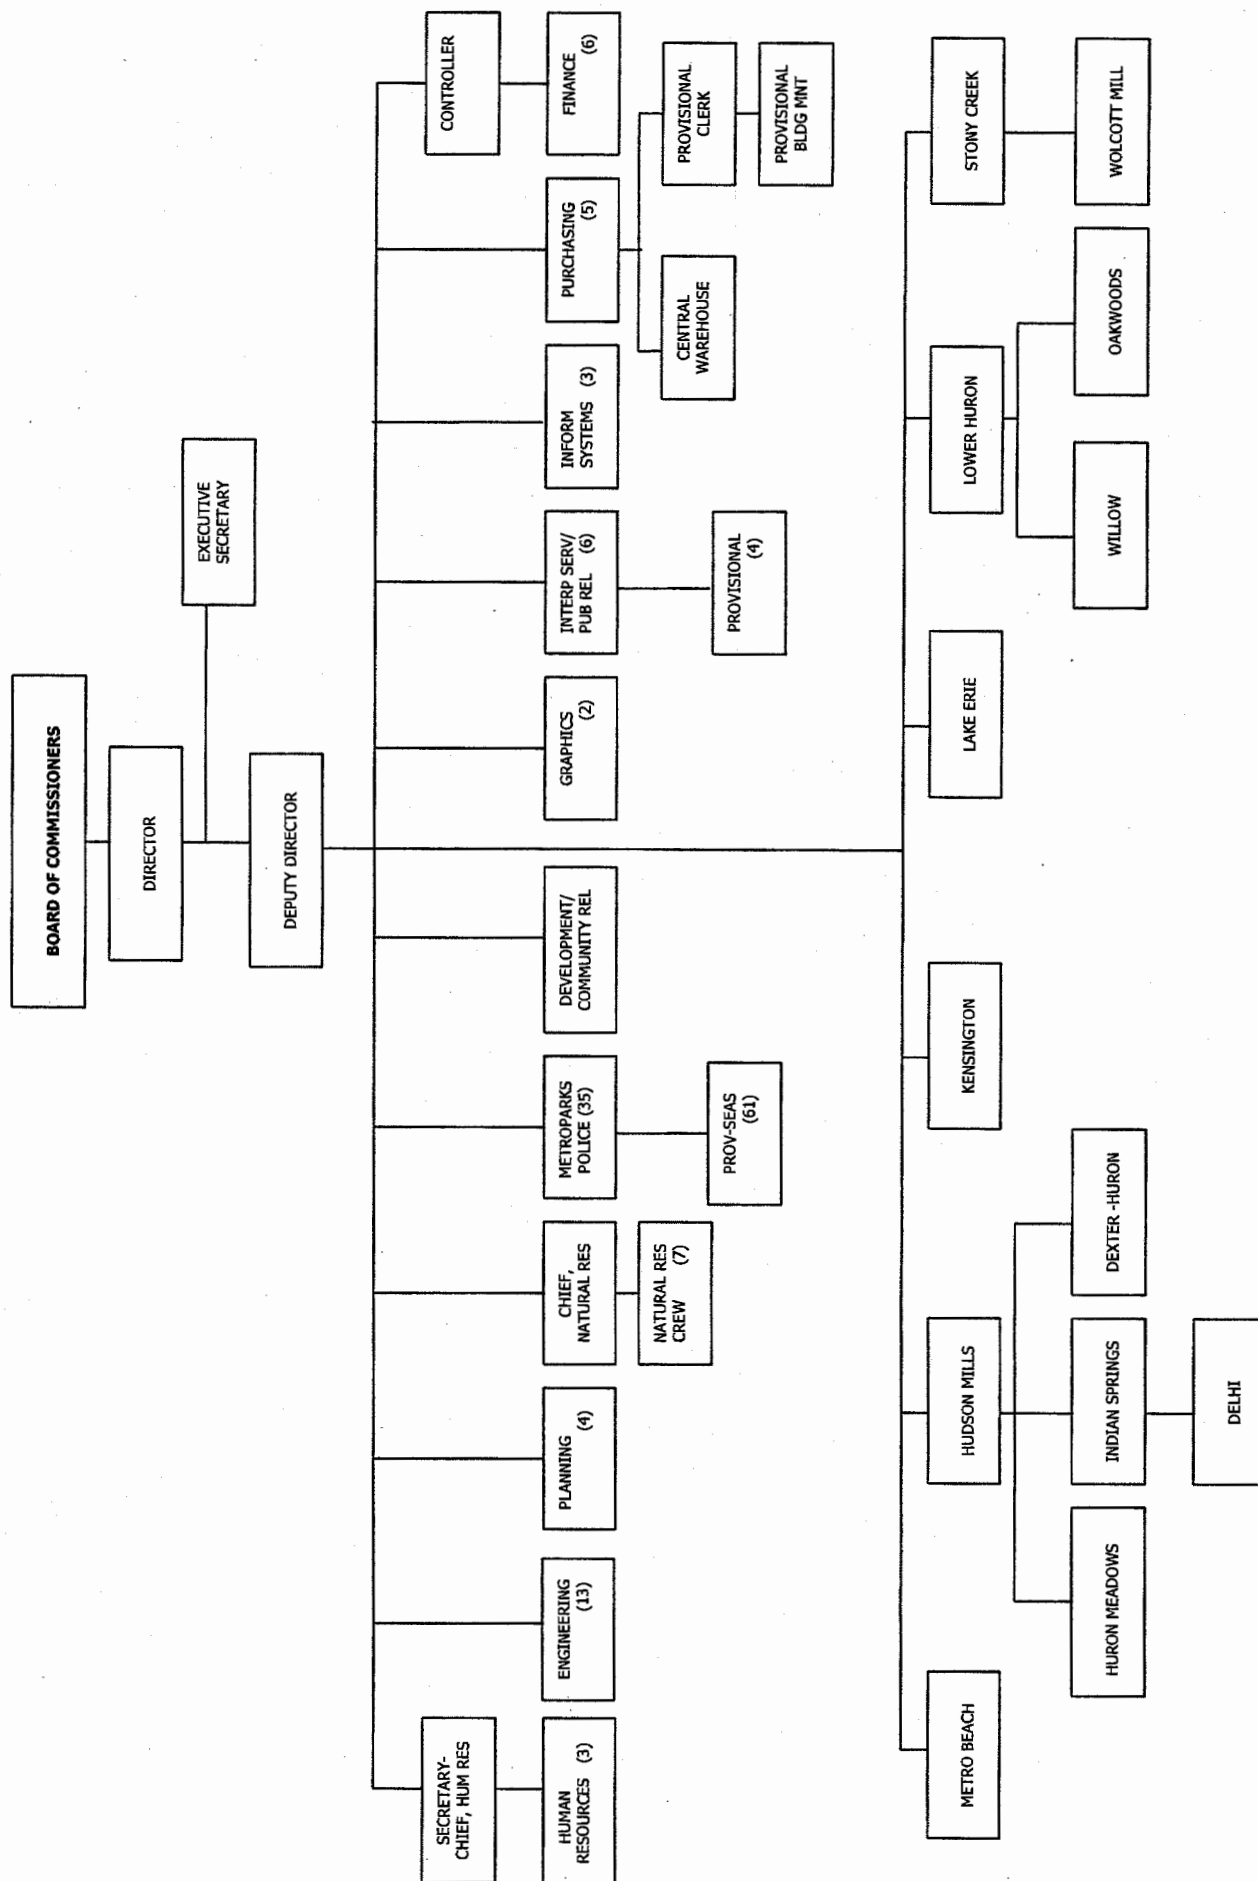 BOARD OF COMMISSIONERS
DIRECTOR
EXECUTIVE
SECRETARY
DEPUTY DIRECTOR
SECRETARY-
CHIEF, HUM RES
CONTROLLER
HUMAN
RESOURCES (3)
ENGINEERING
(13)
PLANNING
(4)
CHIEF,
NATURAL RES
METROPARKS
POLICE (35)
DEVELOPMENT/
COMMUNITY REL
GRAPHICS
(2)
INTERP SERV/
PUB REL (6)
INFORM
SYSTEMS (3)
PURCHASING
(5)
FINANCE
(6)
NATURAL RES
CREW (7)
PROV-SEAS
(61)
PROVISIONAL
(4)
CENTRAL
WAREHOUSE
PROVISIONAL
CLERK
PROVISIONAL
BLDG MNT
METRO BEACH
HUDSON MILLS
KENSINGTON
LAKE ERIE
LOWER HURON
STONY CREEK
HURON MEADOWS
INDIAN SPRINGS
DEXTER -HURON
WILLOW
OAKWOODS
WOLCOTT MILL
DELHI